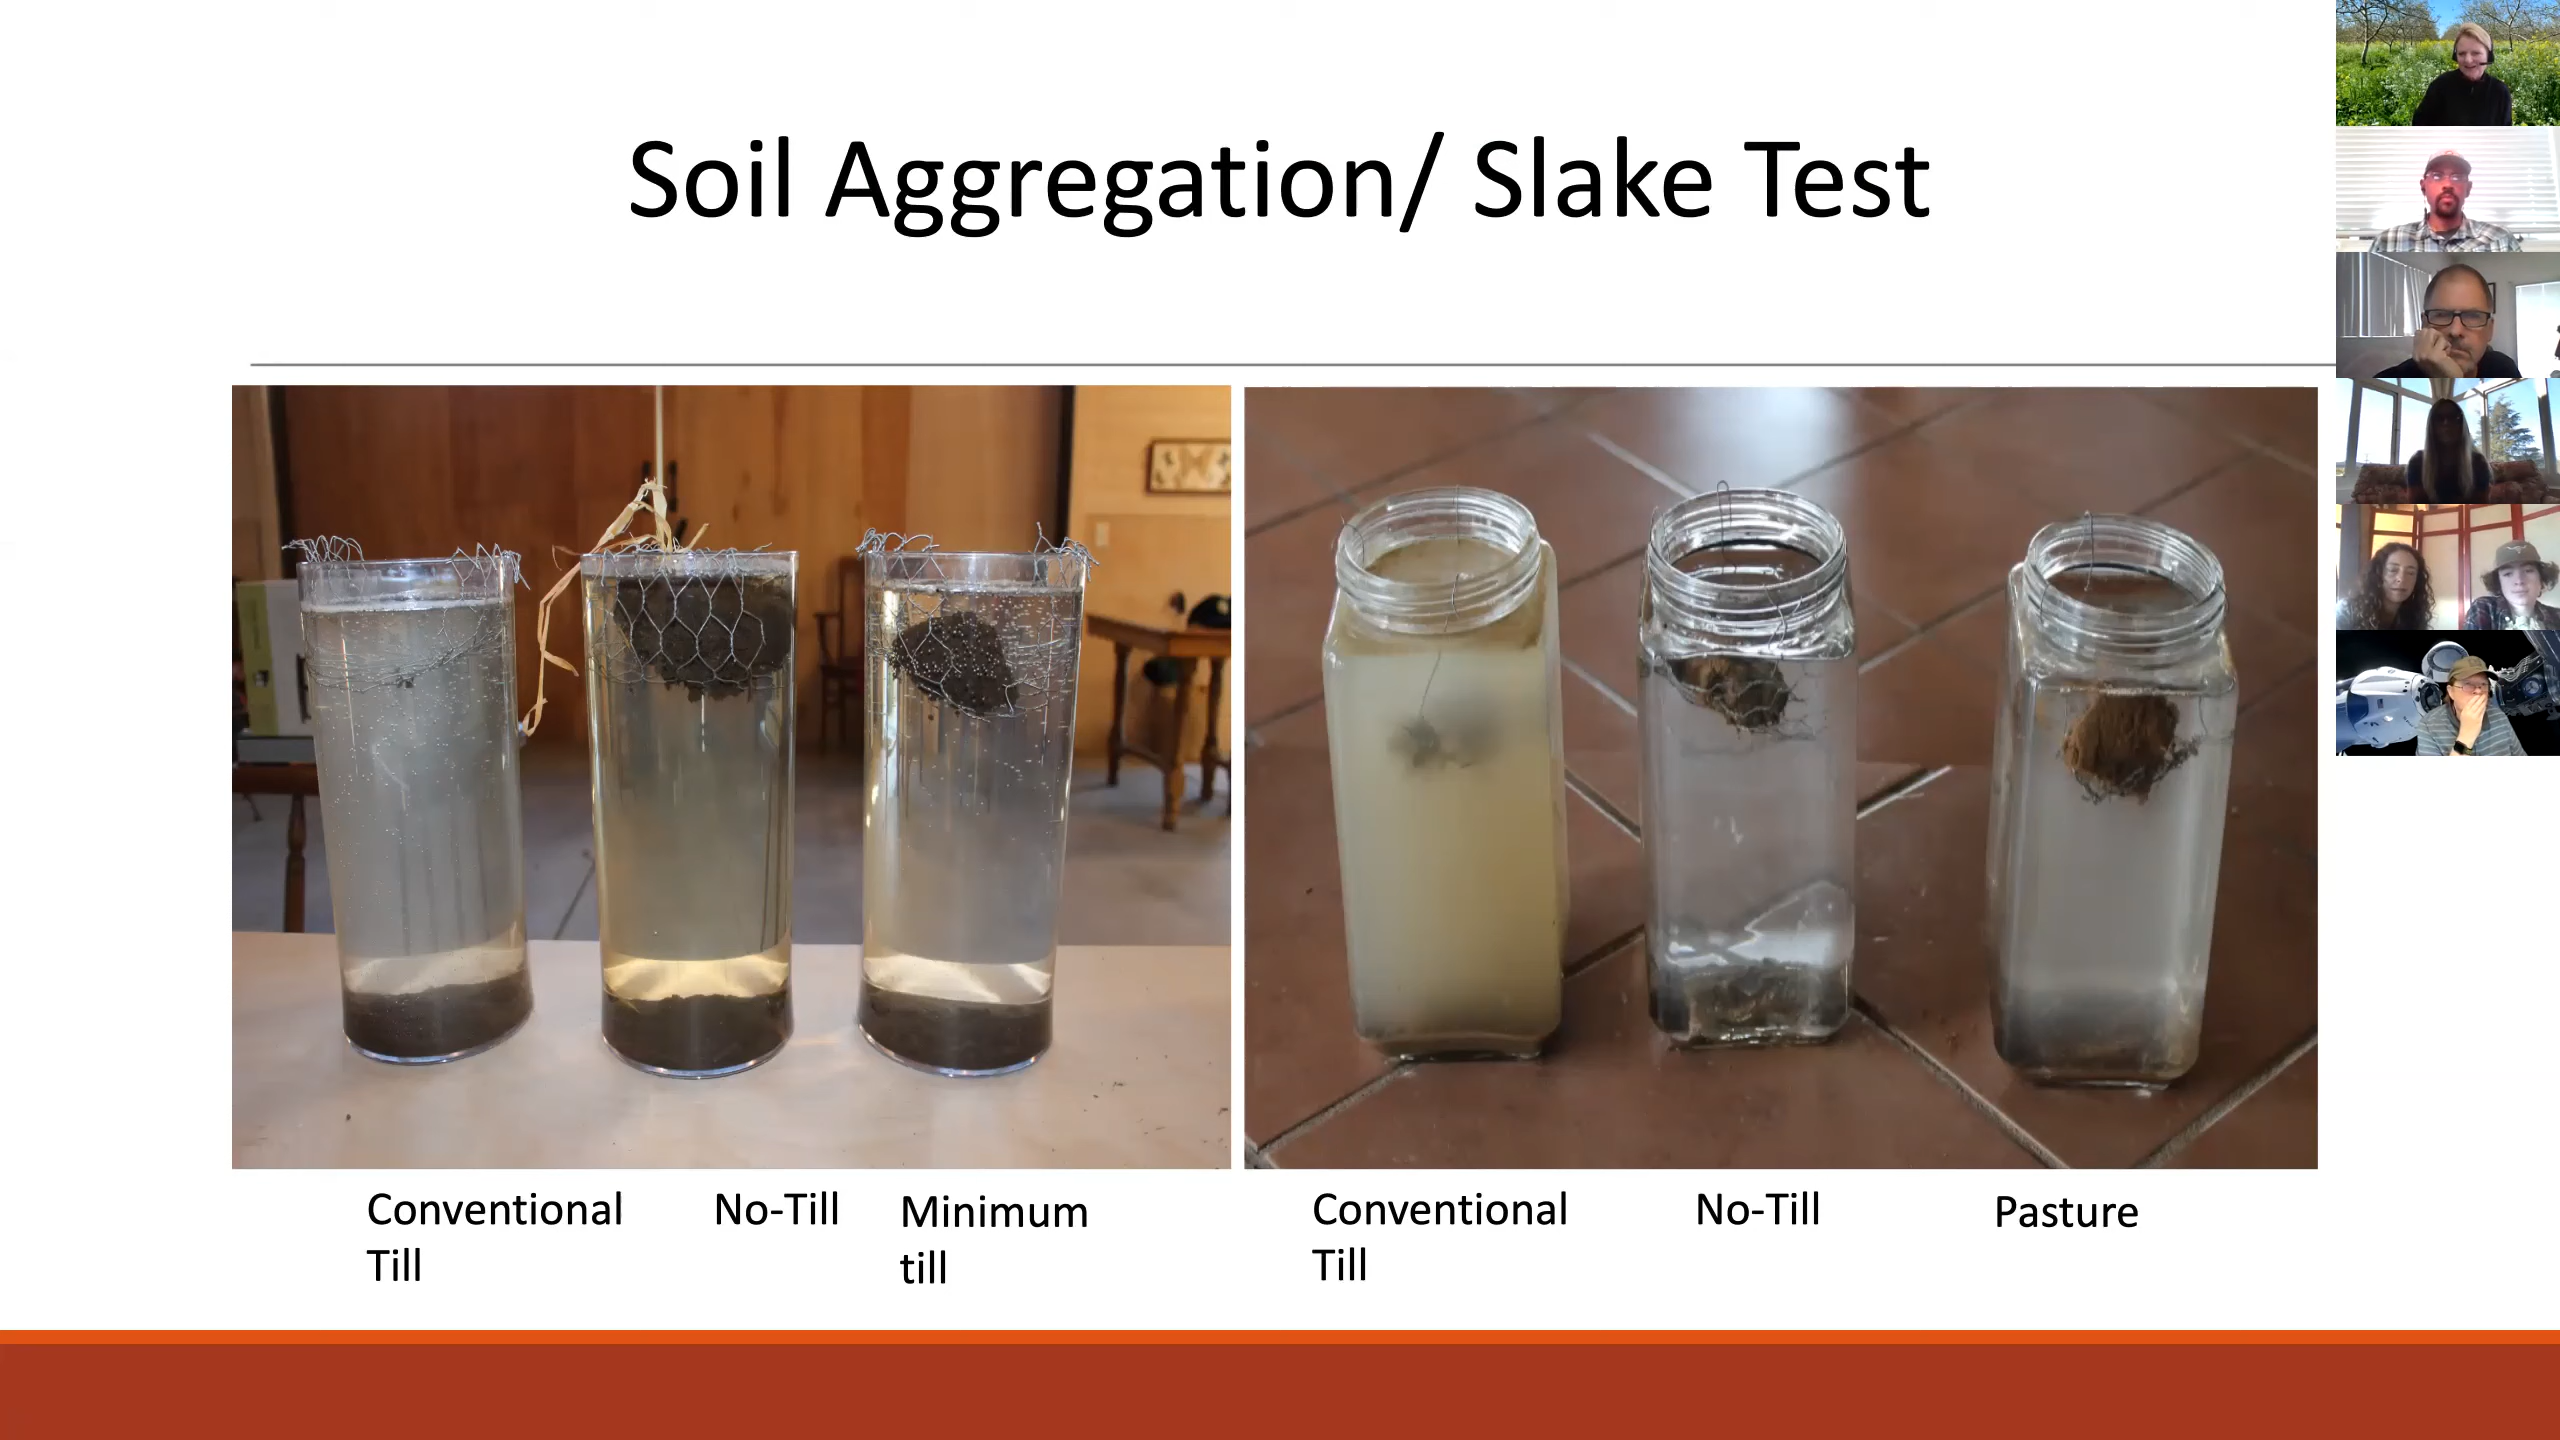 Soil Aggregation/ Slake Test
Conventional
Till
No-Till
Minimum
till
Conventional
Till
No-Till
Pasture